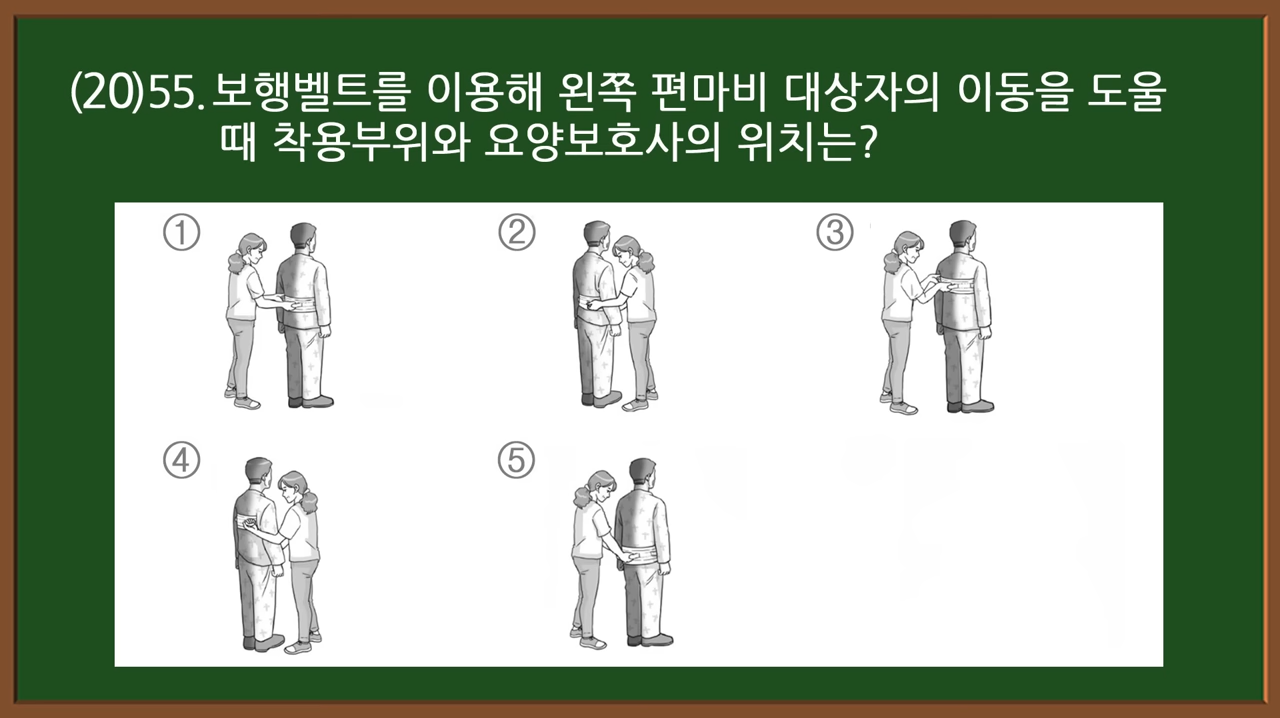 (20)55. 보행벨트를 이용해 왼쪽 편마비 대상자의 이동을 도울
때 착용부위와 요양보호사의 위치는?
① ② ③
④ ⑤